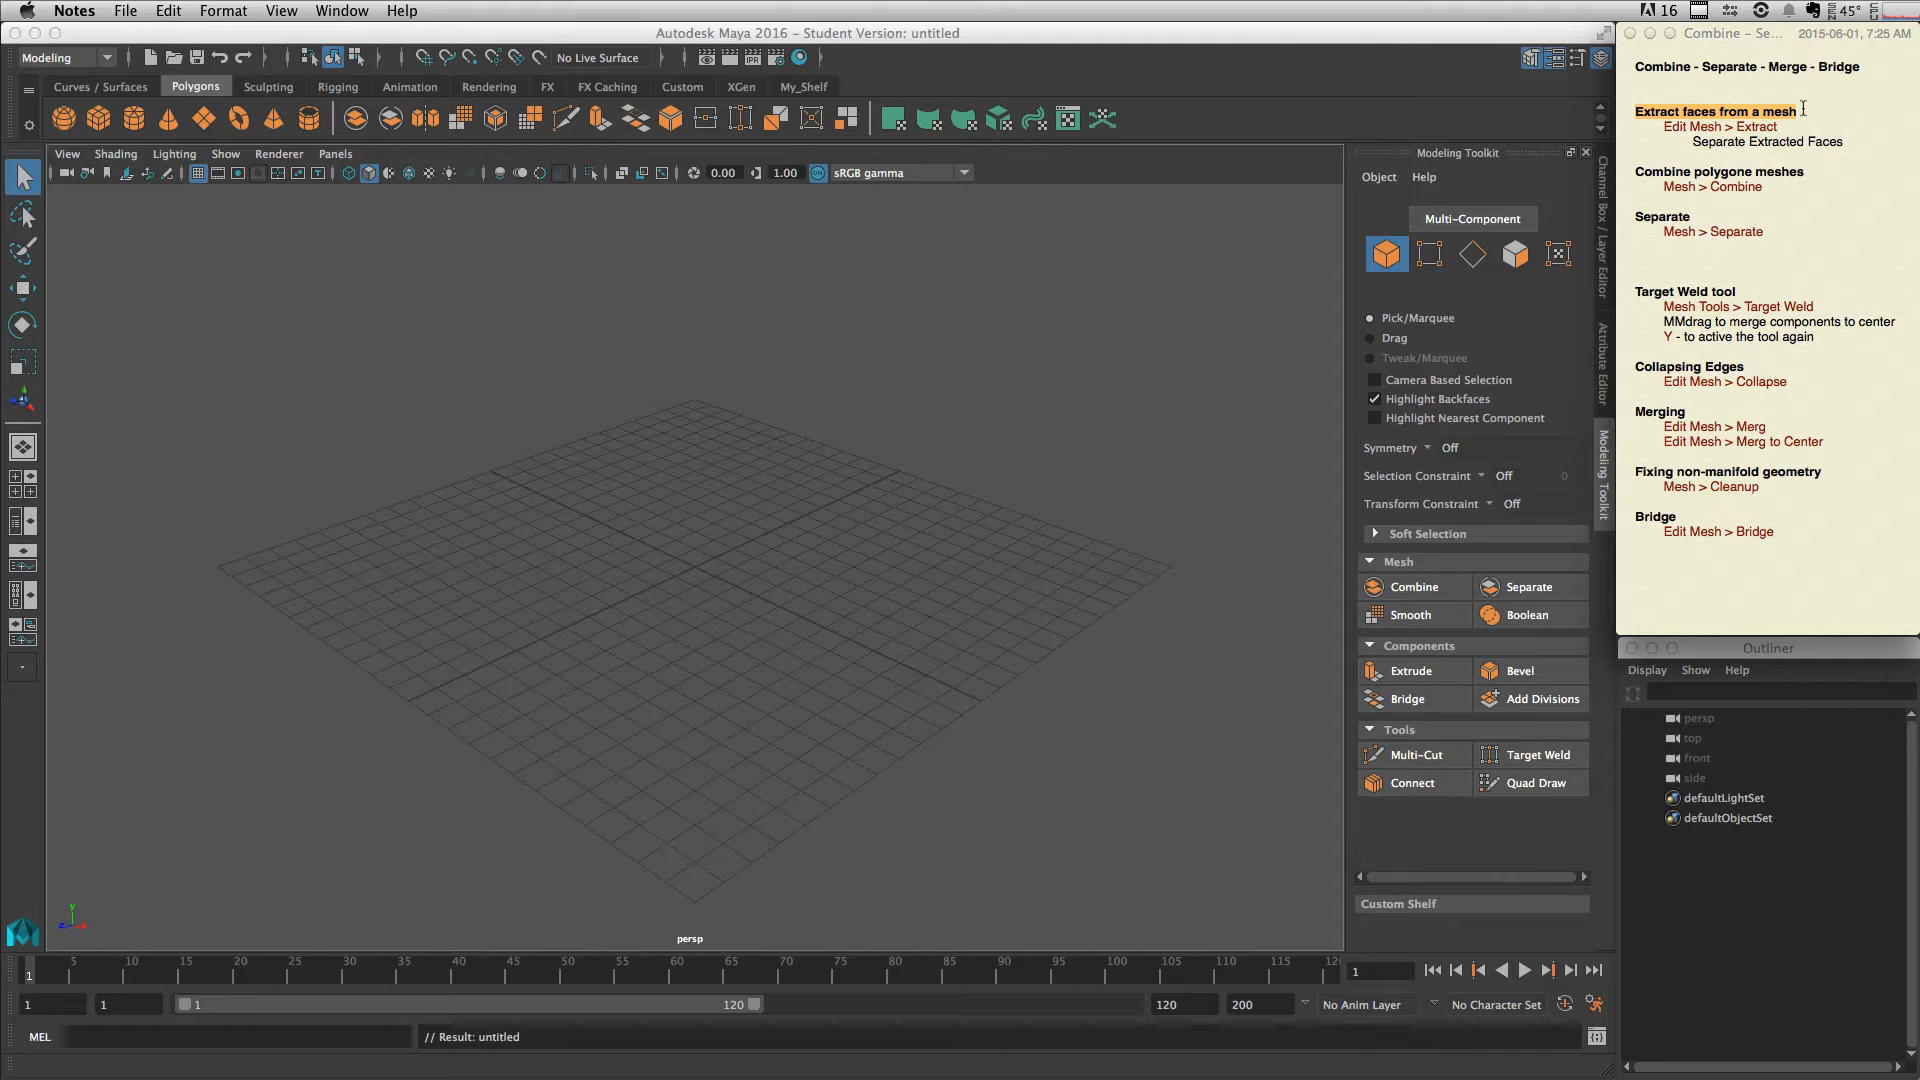 Notes File Edit Format View Window Help
16 45°
Autodesk Maya 2016 - Student Version: untitled
Combine – Se... 2015-06-01, 7:25 AM
Modeling No Live Surface
Curves / Surfaces Polygons Sculpting Rigging Animation Rendering FX FX Caching Custom XGen My_Shelf
View Shading Lighting Show Renderer Panels
0.00 1.00 sRGB gamma
persp
Modeling Toolkit
Object Help
Multi-Component
Pick/Marquee
Drag
Tweak/Marquee
Camera Based Selection
Highlight Backfaces
Highlight Nearest Component
Symmetry Off
Selection Constraint Off 0
Transform Constraint Off
Soft Selection
Mesh
Combine Separate
Smooth Boolean
Components
Extrude Bevel
Bridge Add Divisions
Tools
Multi-Cut Target Weld
Connect Quad Draw
Custom Shelf
Channel Box / Layer Editor
Attribute Editor
Modeling Toolkit
Combine - Separate - Merge - Bridge
Extract faces from a mesh
Edit Mesh > Extract
Separate Extracted Faces
Combine polygone meshes
Mesh > Combine
Separate
Mesh > Separate
Target Weld tool
Mesh Tools > Target Weld
MMdrag to merge components to center
Y - to active the tool again
Collapsing Edges
Edit Mesh > Collapse
Merging
Edit Mesh > Merg
Edit Mesh > Merg to Center
Fixing non-manifold geometry
Mesh > Cleanup
Bridge
Edit Mesh > Bridge
Outliner
Display Show Help
persp
top
front
side
defaultLightSet
defaultObjectSet
1 5 10 15 20 25 30 35 40 45 50 55 60 65 70 75 80 85 90 95 100 105 110 115 12
1
1 1 1 120 120 200 No Anim Layer No Character Set
MEL // Result: untitled